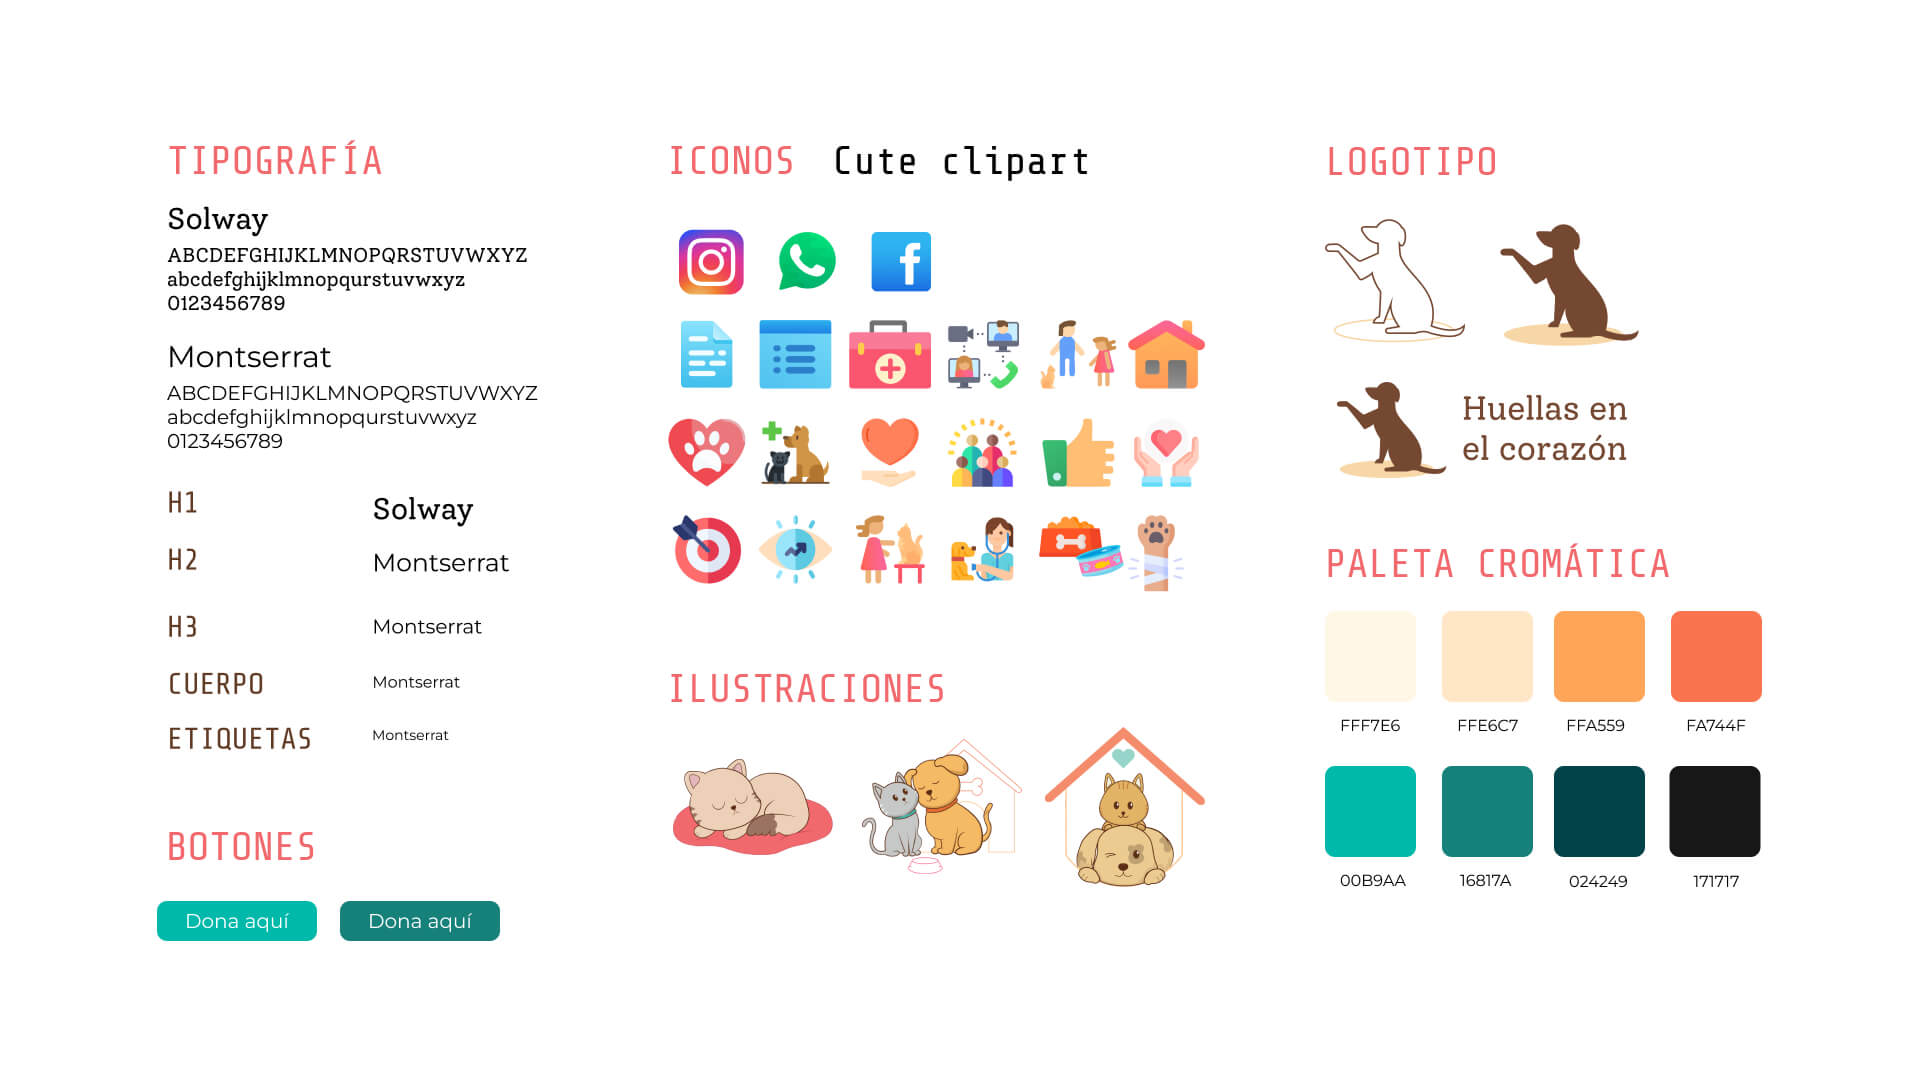 TIPOGRAFÍA
Solway
ABCDEFGHIJKLMNOPQRSTUVWXYZ
abcdefghijklmnopqurstuvwxyz
0123456789
Montserrat
ABCDEFGHIJKLMNOPQRSTUVWXYZ
abcdefghijklmnopqurstuvwxyz
0123456789
H1 Solway
H2 Montserrat
H3 Montserrat
CUERPO Montserrat
ETIQUETAS Montserrat
BOTONES
Dona aquí Dona aquí
ICONOS Cute clipart
ILUSTRACIONES
LOGOTIPO
Huellas en
el corazón
PALETA CROMÁTICA
FFF7E6 FFE6C7 FFA559 FA744F
00B9AA 16817A 024249 171717